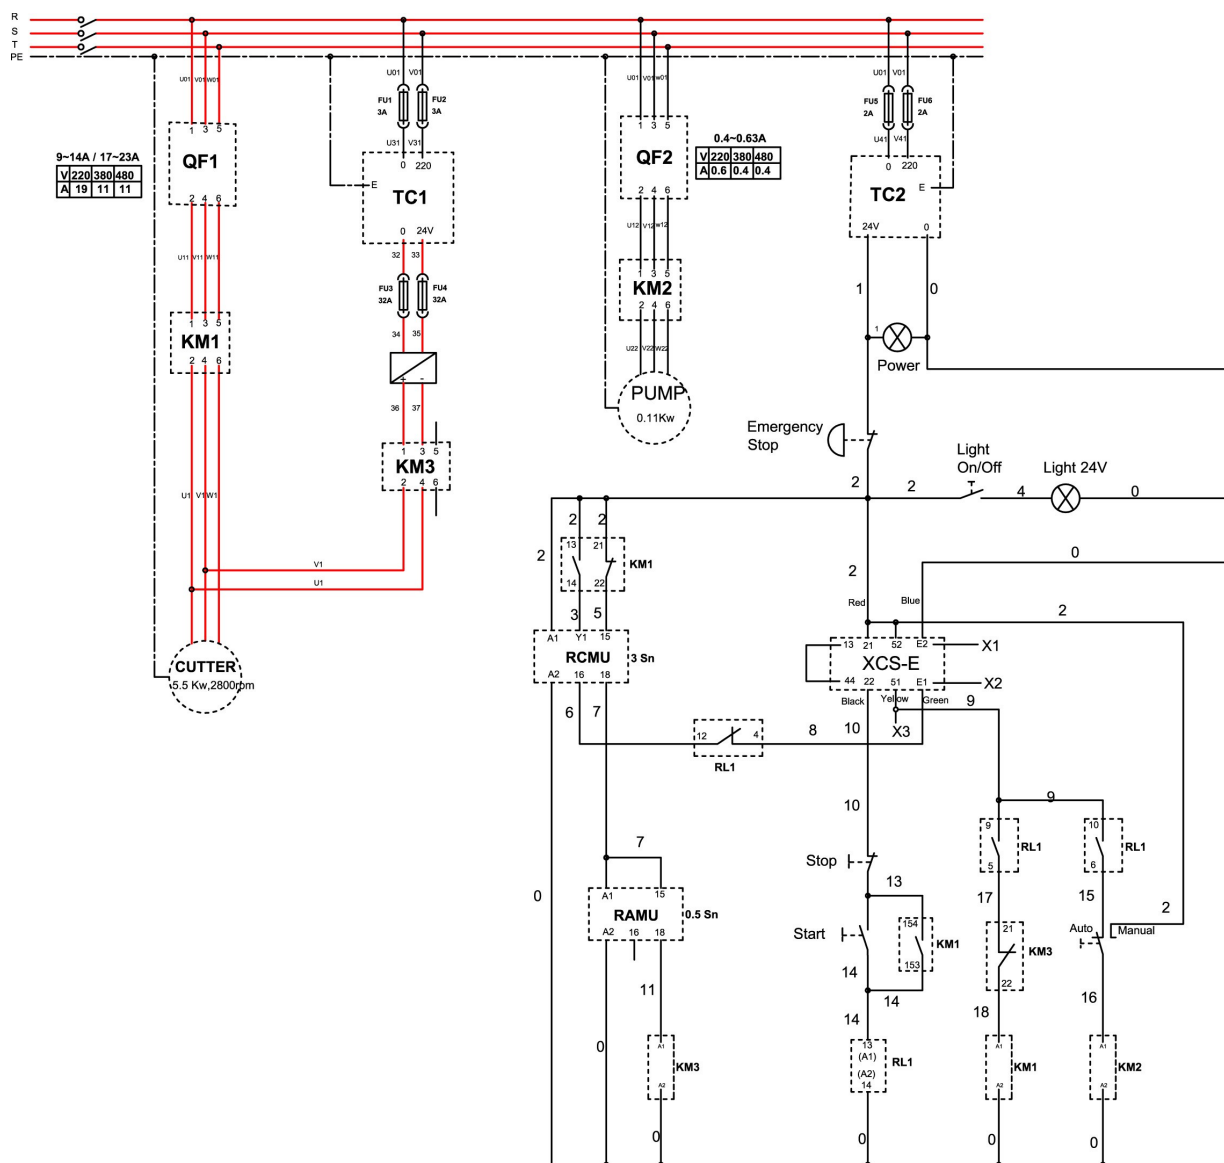 R
S
T
PE
U01 V01 W01
1 3 5
QF1
2 4 6
9~14A / 17~23A
V 220 380 480
A 19 11 11
U11 V11 W11
1 3 5
KM1
2 4 6
U1 V1 W1
CUTTER
5.5 Kw,2800rpm
U01 V01
FU1 3A
FU2 3A
U31 V31
0 220
E
TC1
0 24V
32 33
FU3 32A
FU4 32A
34 35
+ -
36 37
1 3 5
KM3
2 4 6
V1
U1
U01 V01 w01
1 3 5
QF2
2 4 6
0.4~0.63A
V 220 380 480
A 0.6 0.4 0.4
U12 V12 w12
1 3 5
KM2
2 4 6
U22 V22 W22
PUMP
0.11Kw
U01 V01
FU5 2A
FU6 2A
U41 V41
0 220
E
TC2
24V 0
1 0
1
Power
Emergency
Stop
Light
On/Off
Light 24V
2 2 4 0
2 2 2
13 21
KM1
14 22
3 5
A1 Y1 15
RCMU
3 Sn
A2 16 18
6 7
0
2
Red
Blue
2
13 21 52 E2
X1
XCS-E
44 22 51 E1
X2
Black
Yellow
Green
9
X3
12 4
RL1
8
10
10
9
7
A1 15
RAMU
0.5 Sn
A2 16 18
0
11
0
A1
KM3
A2
0
Stop
13
Start
154
KM1
153
14
14
14
13
(A1)
RL1
(A2)
14
0
9
RL1
5
17
21
KM3
22
18
A1
KM1
A2
0
10
RL1
6
15
2
Auto
Manual
16
A1
KM2
A2
0